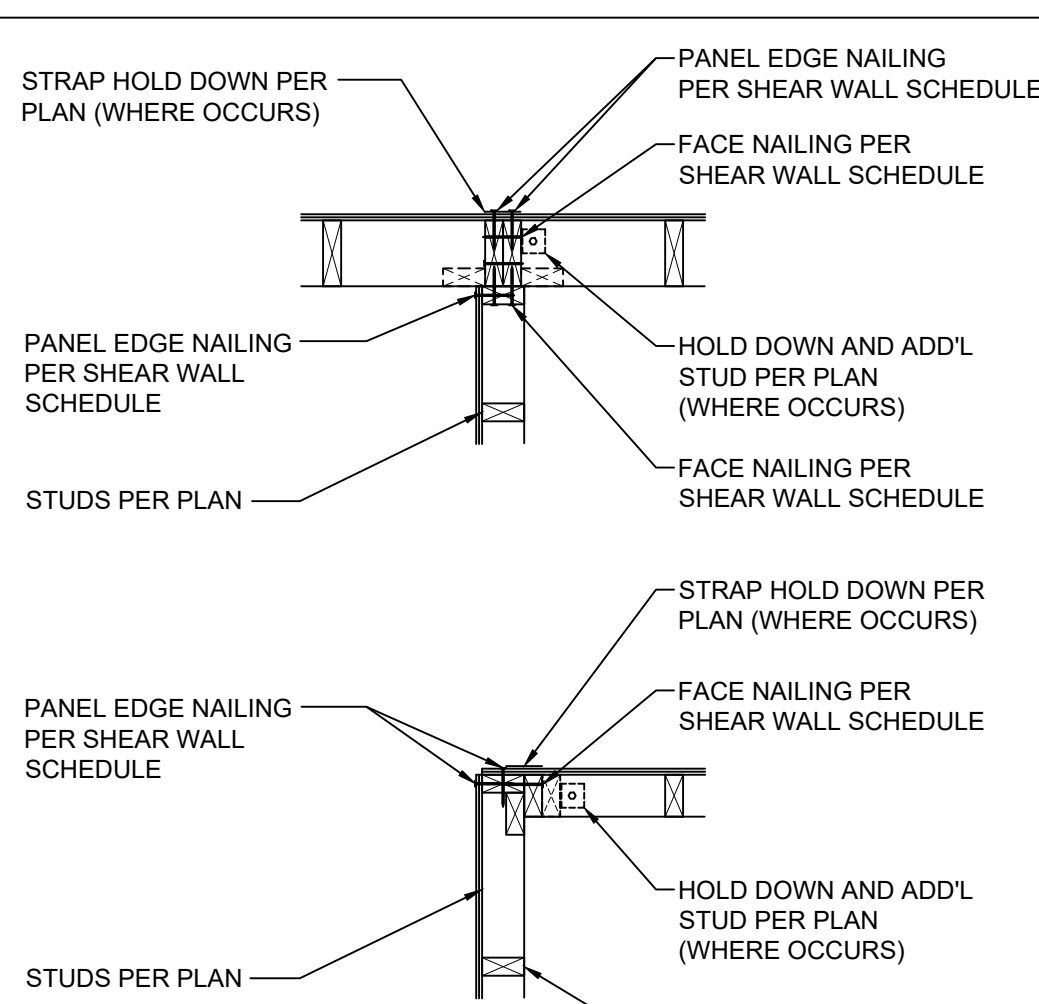 STRAP HOLD DOWN PER
PLAN (WHERE OCCURS)
PANEL EDGE NAILING
PER SHEAR WALL SCHEDULE
FACE NAILING PER
SHEAR WALL SCHEDULE
PANEL EDGE NAILING
PER SHEAR WALL
SCHEDULE
HOLD DOWN AND ADD'L
STUD PER PLAN
(WHERE OCCURS)
STUDS PER PLAN
FACE NAILING PER
SHEAR WALL SCHEDULE
STRAP HOLD DOWN PER
PLAN (WHERE OCCURS)
PANEL EDGE NAILING
PER SHEAR WALL
SCHEDULE
FACE NAILING PER
SHEAR WALL SCHEDULE
HOLD DOWN AND ADD'L
STUD PER PLAN
(WHERE OCCURS)
STUDS PER PLAN